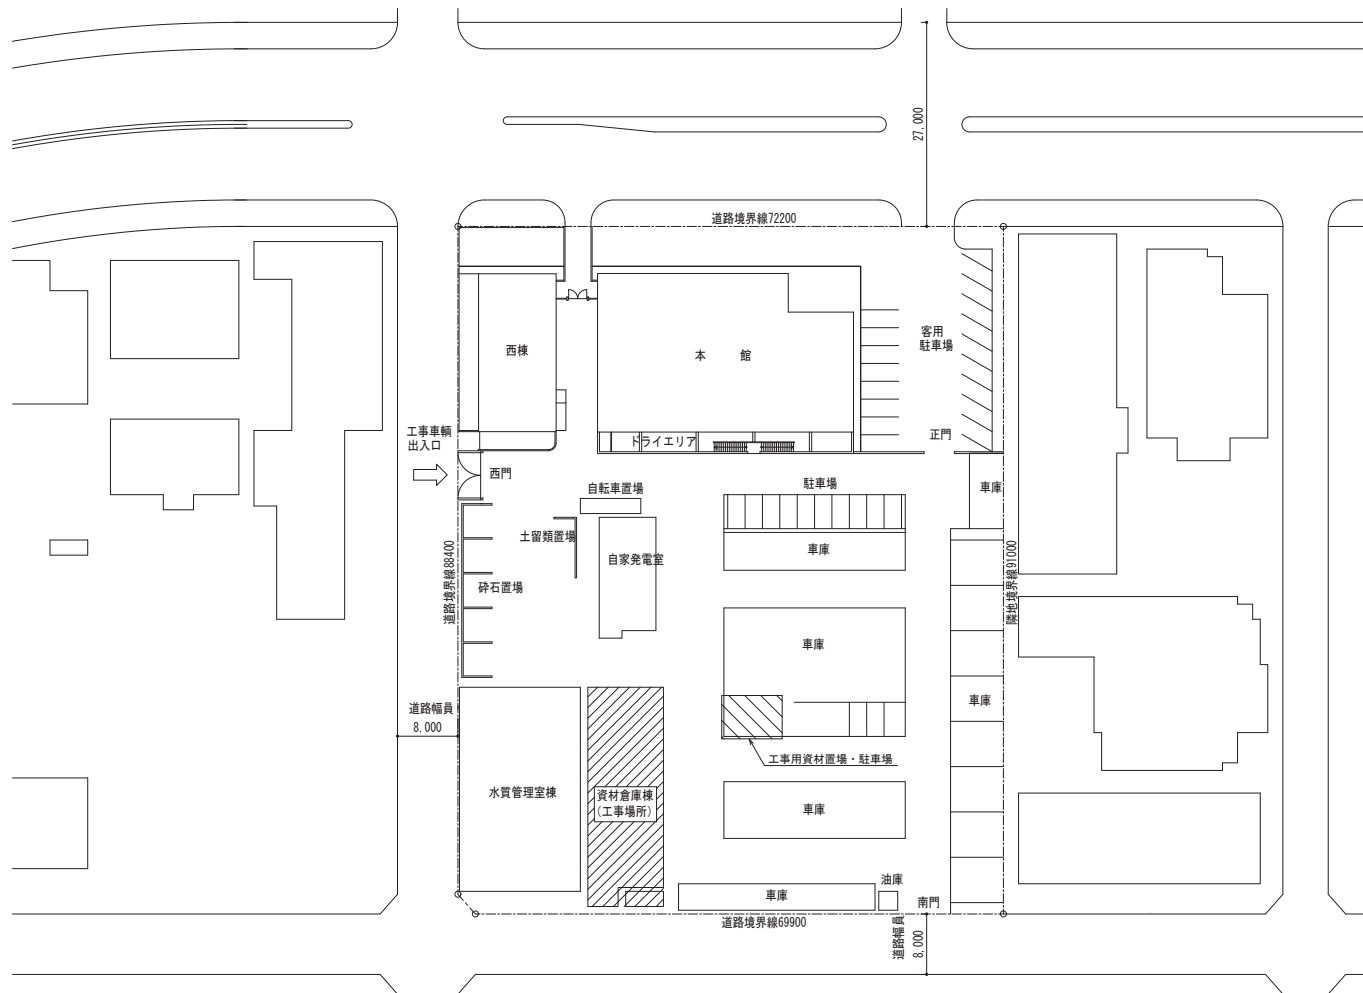 27,000
道路境界線72200
西棟
本 館
客用
駐車場
ドライエリア
正門
工事車輌
出入口
西門
自転車置場
駐車場
車庫
土留類置場
自家発電室
車庫
砕石置場
道路境界線88400
隣地境界線91000
車庫
車庫
道路幅員
8,000
工事用資材置場・駐車場
水質管理室棟
資材倉庫棟
(工事場所)
車庫
車庫
油庫
南門
道路境界線69900
道路幅員
8,000